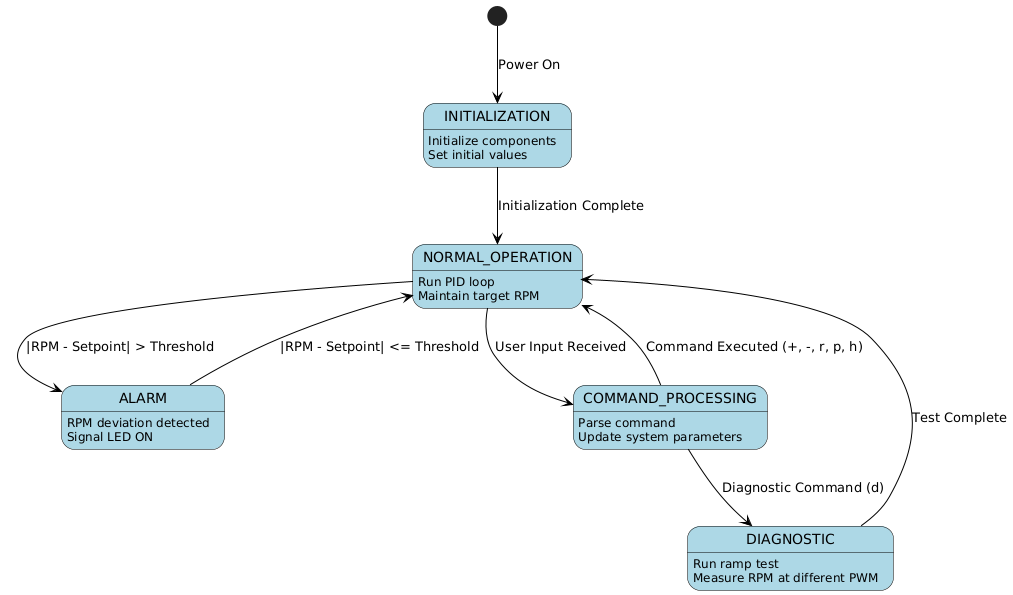 Power On
INITIALIZATION
Initialize components
Set initial values
Initialization Complete
NORMAL_OPERATION
Run PID loop
Maintain target RPM
|RPM - Setpoint| > Threshold
|RPM - Setpoint| <= Threshold
User Input Received
Command Executed (+, -, r, p, h)
ALARM
RPM deviation detected
Signal LED ON
COMMAND_PROCESSING
Parse command
Update system parameters
Test Complete
Diagnostic Command (d)
DIAGNOSTIC
Run ramp test
Measure RPM at different PWM